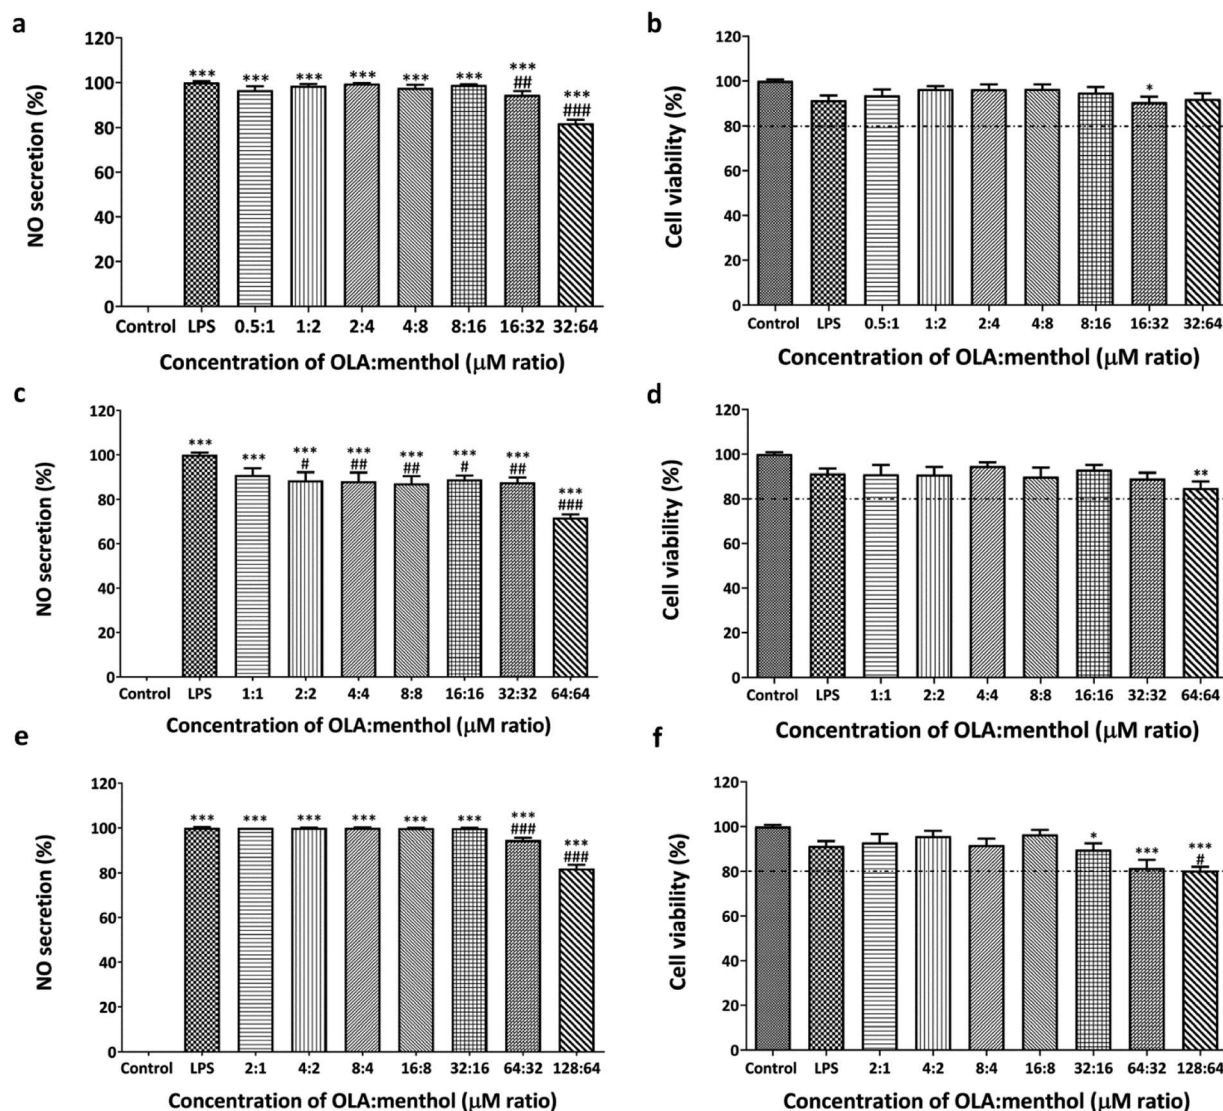 a
NO secretion (%)
120
100
80
60
40
20
0
*** *** *** *** *** *** *** ***
## ###
Control LPS 0.5:1 1:2 2:4 4:8 8:16 16:32 32:64
Concentration of OLA:menthol (μM ratio)
b
Cell viability (%)
120
100
80
60
40
20
0
*
Control LPS 0.5:1 1:2 2:4 4:8 8:16 16:32 32:64
Concentration of OLA:menthol (μM ratio)
c
NO secretion (%)
120
100
80
60
40
20
0
*** *** *** *** *** *** *** ***
# ## ## # ## ###
Control LPS 1:1 2:2 4:4 8:8 16:16 32:32 64:64
Concentration of OLA:menthol (μM ratio)
d
Cell viability (%)
120
100
80
60
40
20
0
**
Control LPS 1:1 2:2 4:4 8:8 16:16 32:32 64:64
Concentration of OLA:menthol (μM ratio)
e
NO secretion (%)
120
100
80
60
40
20
0
*** *** *** *** *** *** *** ***
### ###
Control LPS 2:1 4:2 8:4 16:8 32:16 64:32 128:64
Concentration of OLA:menthol (μM ratio)
f
Cell viability (%)
120
100
80
60
40
20
0
* *** ***
#
Control LPS 2:1 4:2 8:4 16:8 32:16 64:32 128:64
Concentration of OLA:menthol (μM ratio)